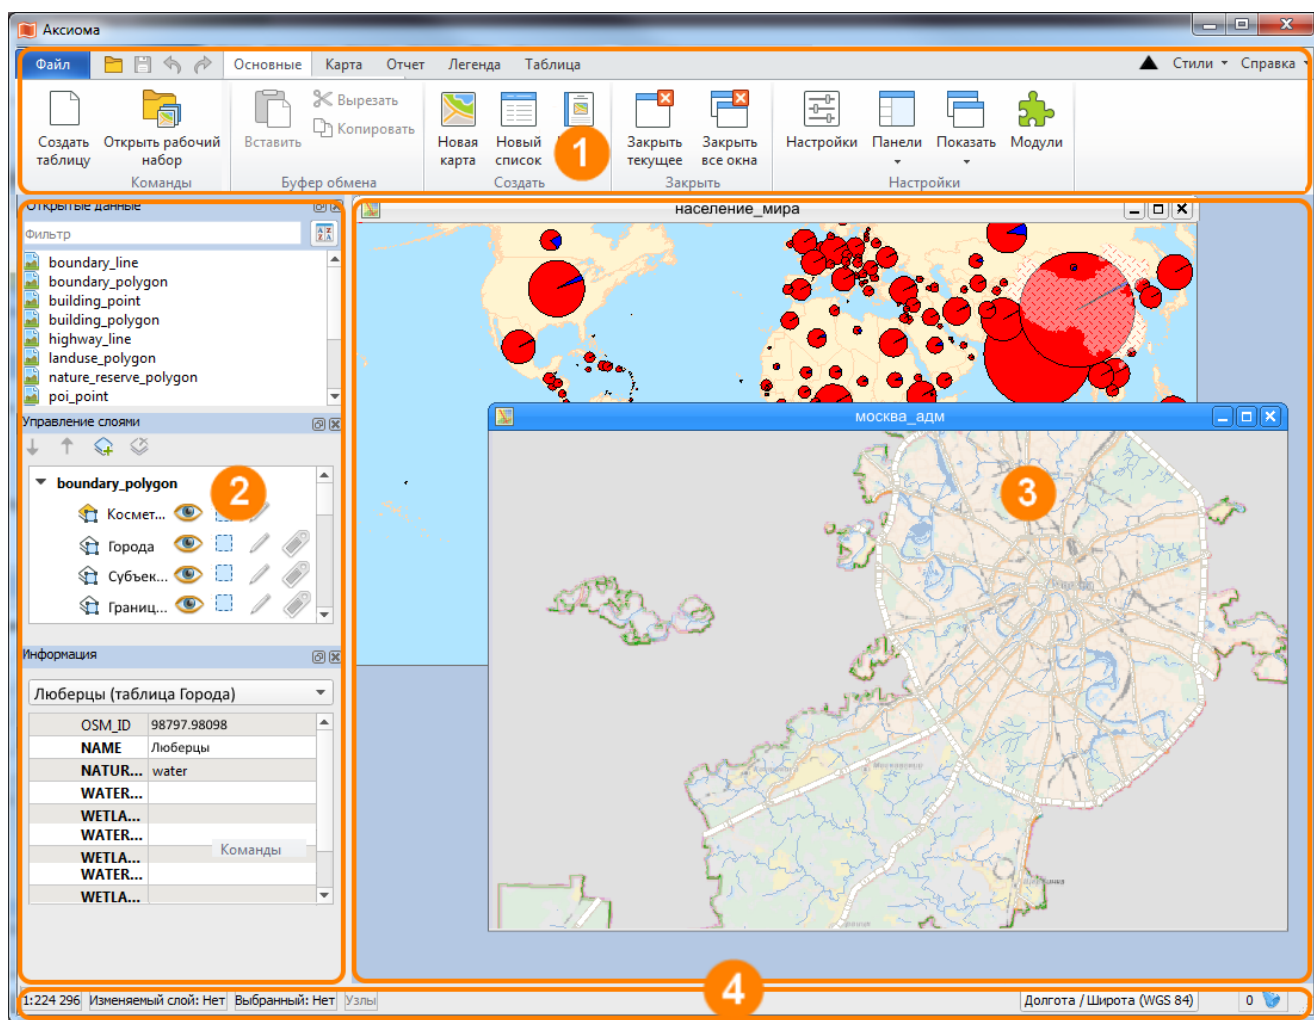 Аксиома
Файл Основные Карта Отчет Легенда Таблица Стили Справка
Создать таблицу
Открыть рабочий набор
Команды
Вставить
Вырезать
Копировать
Буфер обмена
Новая карта
Новый список
1
Создать
Закрыть текущее
Закрыть все окна
Закрыть
Настройки
Панели
Показать
Модули
Настройки
Открытые данные
Фильтр
boundary_line
boundary_polygon
building_point
building_polygon
highway_line
landuse_polygon
nature_reserve_polygon
poi_point
Управление слоями
boundary_polygon
2
Космет...
Города
Субъек...
Границ...
Информация
Люберцы (таблица Города)
OSM_ID 98797.98098
NAME Люберцы
NATUR... water
WATER...
WETLA...
WATER...
WETLA...
Команды
WATER...
WETLA...
население_мира
москва_адм
3
4
1:224 296 Изменяемый слой: Нет Выбранный: Нет Узлы Долгота / Широта (WGS 84) 0